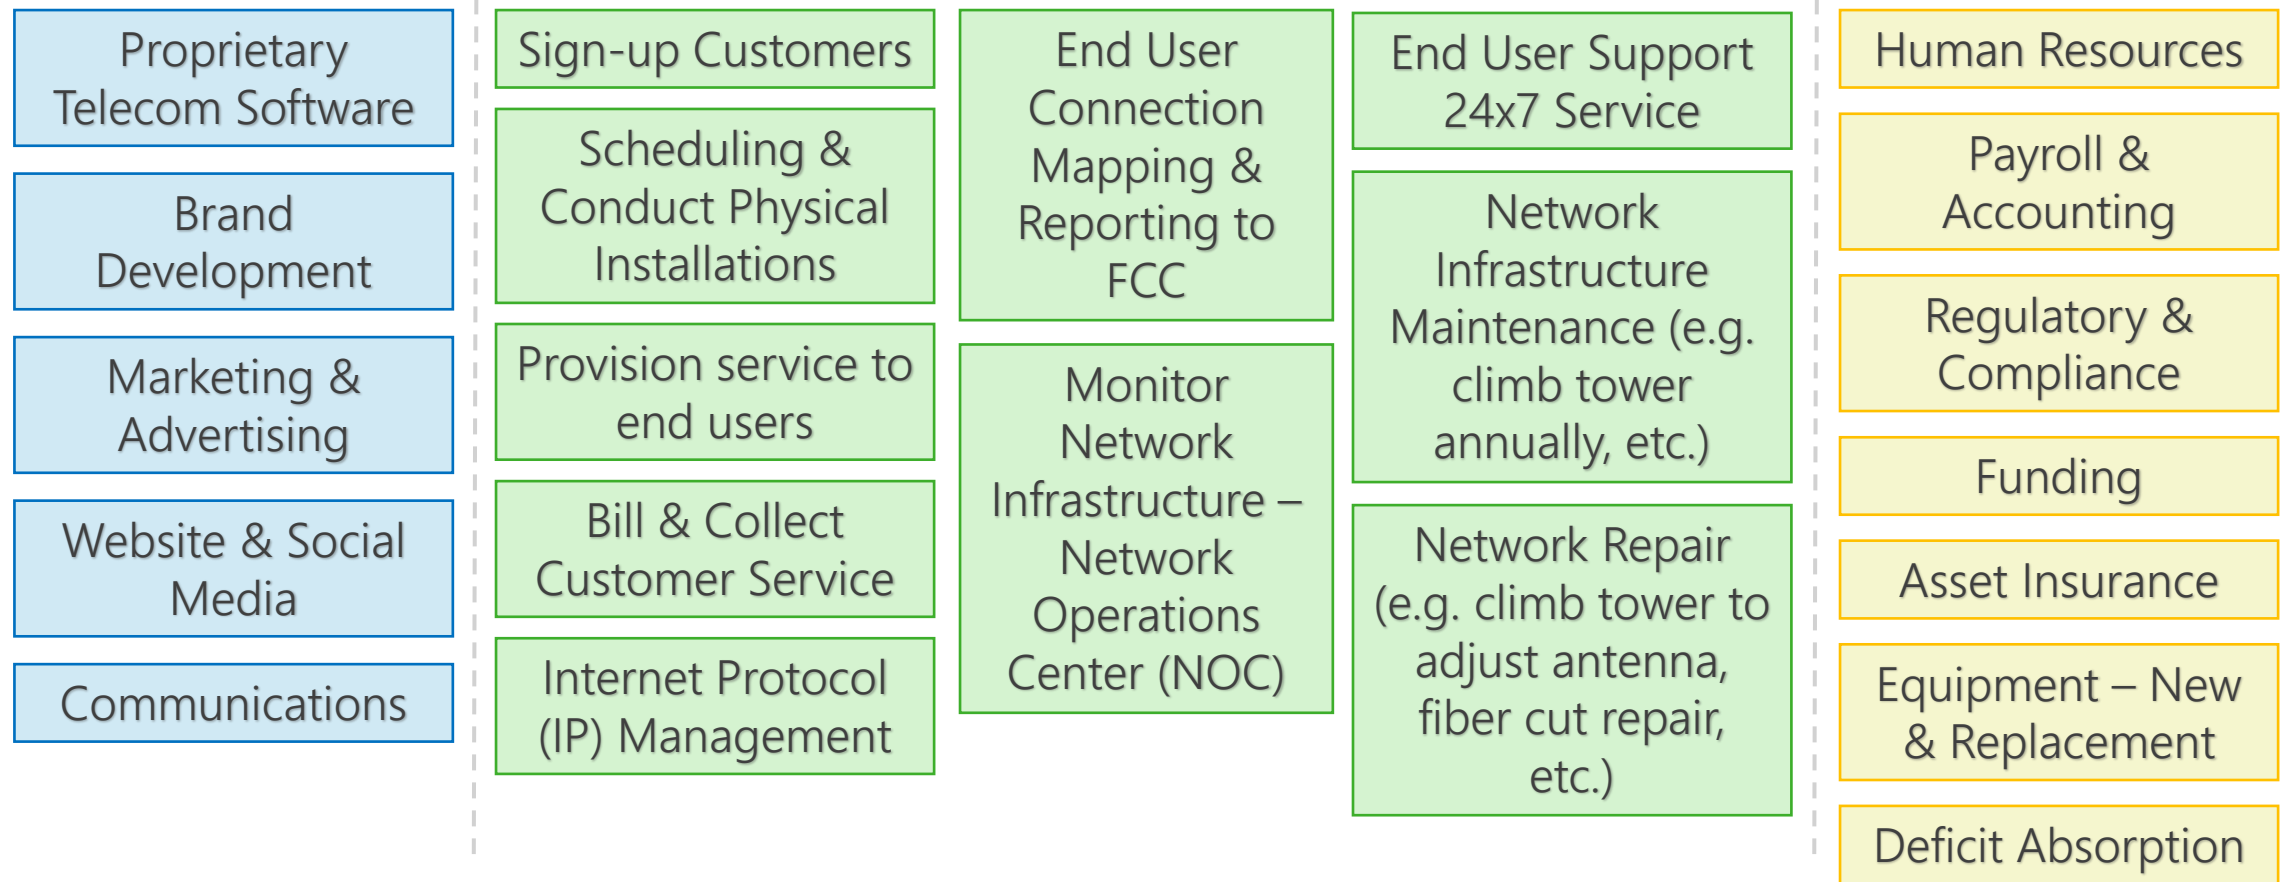 Proprietary
Telecom Software
Brand
Development
Marketing &
Advertising
Website & Social
Media
Communications
Sign-up Customers
Scheduling &
Conduct Physical
Installations
Provision service to
end users
Bill & Collect
Customer Service
Internet Protocol
(IP) Management
End User
Connection
Mapping &
Reporting to
FCC
Monitor
Network
Infrastructure –
Network
Operations
Center (NOC)
End User Support
24x7 Service
Network
Infrastructure
Maintenance (e.g.
climb tower
annually, etc.)
Network Repair
(e.g. climb tower to
adjust antenna,
fiber cut repair,
etc.)
Human Resources
Payroll &
Accounting
Regulatory &
Compliance
Funding
Asset Insurance
Equipment – New
& Replacement
Deficit Absorption